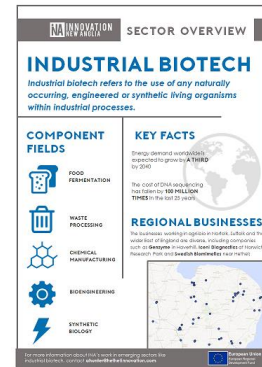 NA INNOVATION
NEW ANGLIA
SECTOR OVERVIEW
INDUSTRIAL BIOTECH
Industrial biotech refers to the use of any naturally
occurring, engineered or synthetic living organisms
within industrial processes.
COMPONENT
FIELDS
FOOD
FERMENTATION
WASTE
PROCESSING
CHEMICAL
MANUFACTURING
BIOENGINEERING
SYNTHETIC
BIOLOGY
KEY FACTS
Energy demand worldwide is
expected to grow by A THIRD
by 2040
The cost of DNA sequencing
has fallen by 100 MILLION
TIMES in the last 25 years
REGIONAL BUSINESSES
The businesses working in agrobio in Norfolk, Suffolk and the
wider East of England are diverse, including companies
such as Genzyme in Haverhill, Iceni Diagnostics at Norwich
Research Park and Swedish Biomimetics near Hethel.
For more information about INA's work in emerging sectors like
industrial biotech, contact
European Union